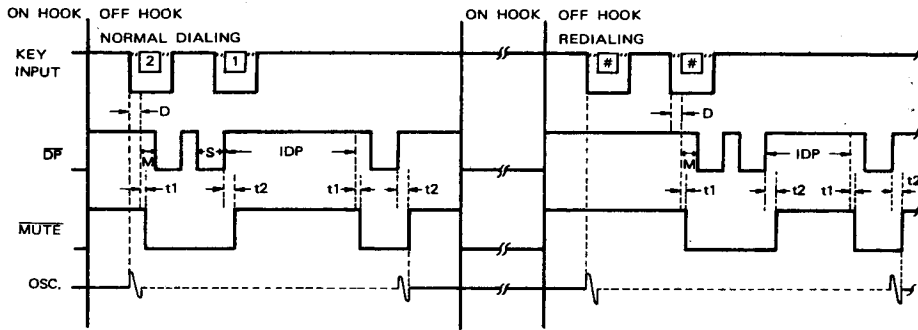 ON HOOK OFF HOOK ON HOOK OFF HOOK
NORMAL DIALING REDIALING
KEY INPUT 2 1 # #
D D
DP M S IDP M IDP
t1 t2 t1 t2 t1 t2 t1 t2
MUTE
OSC.